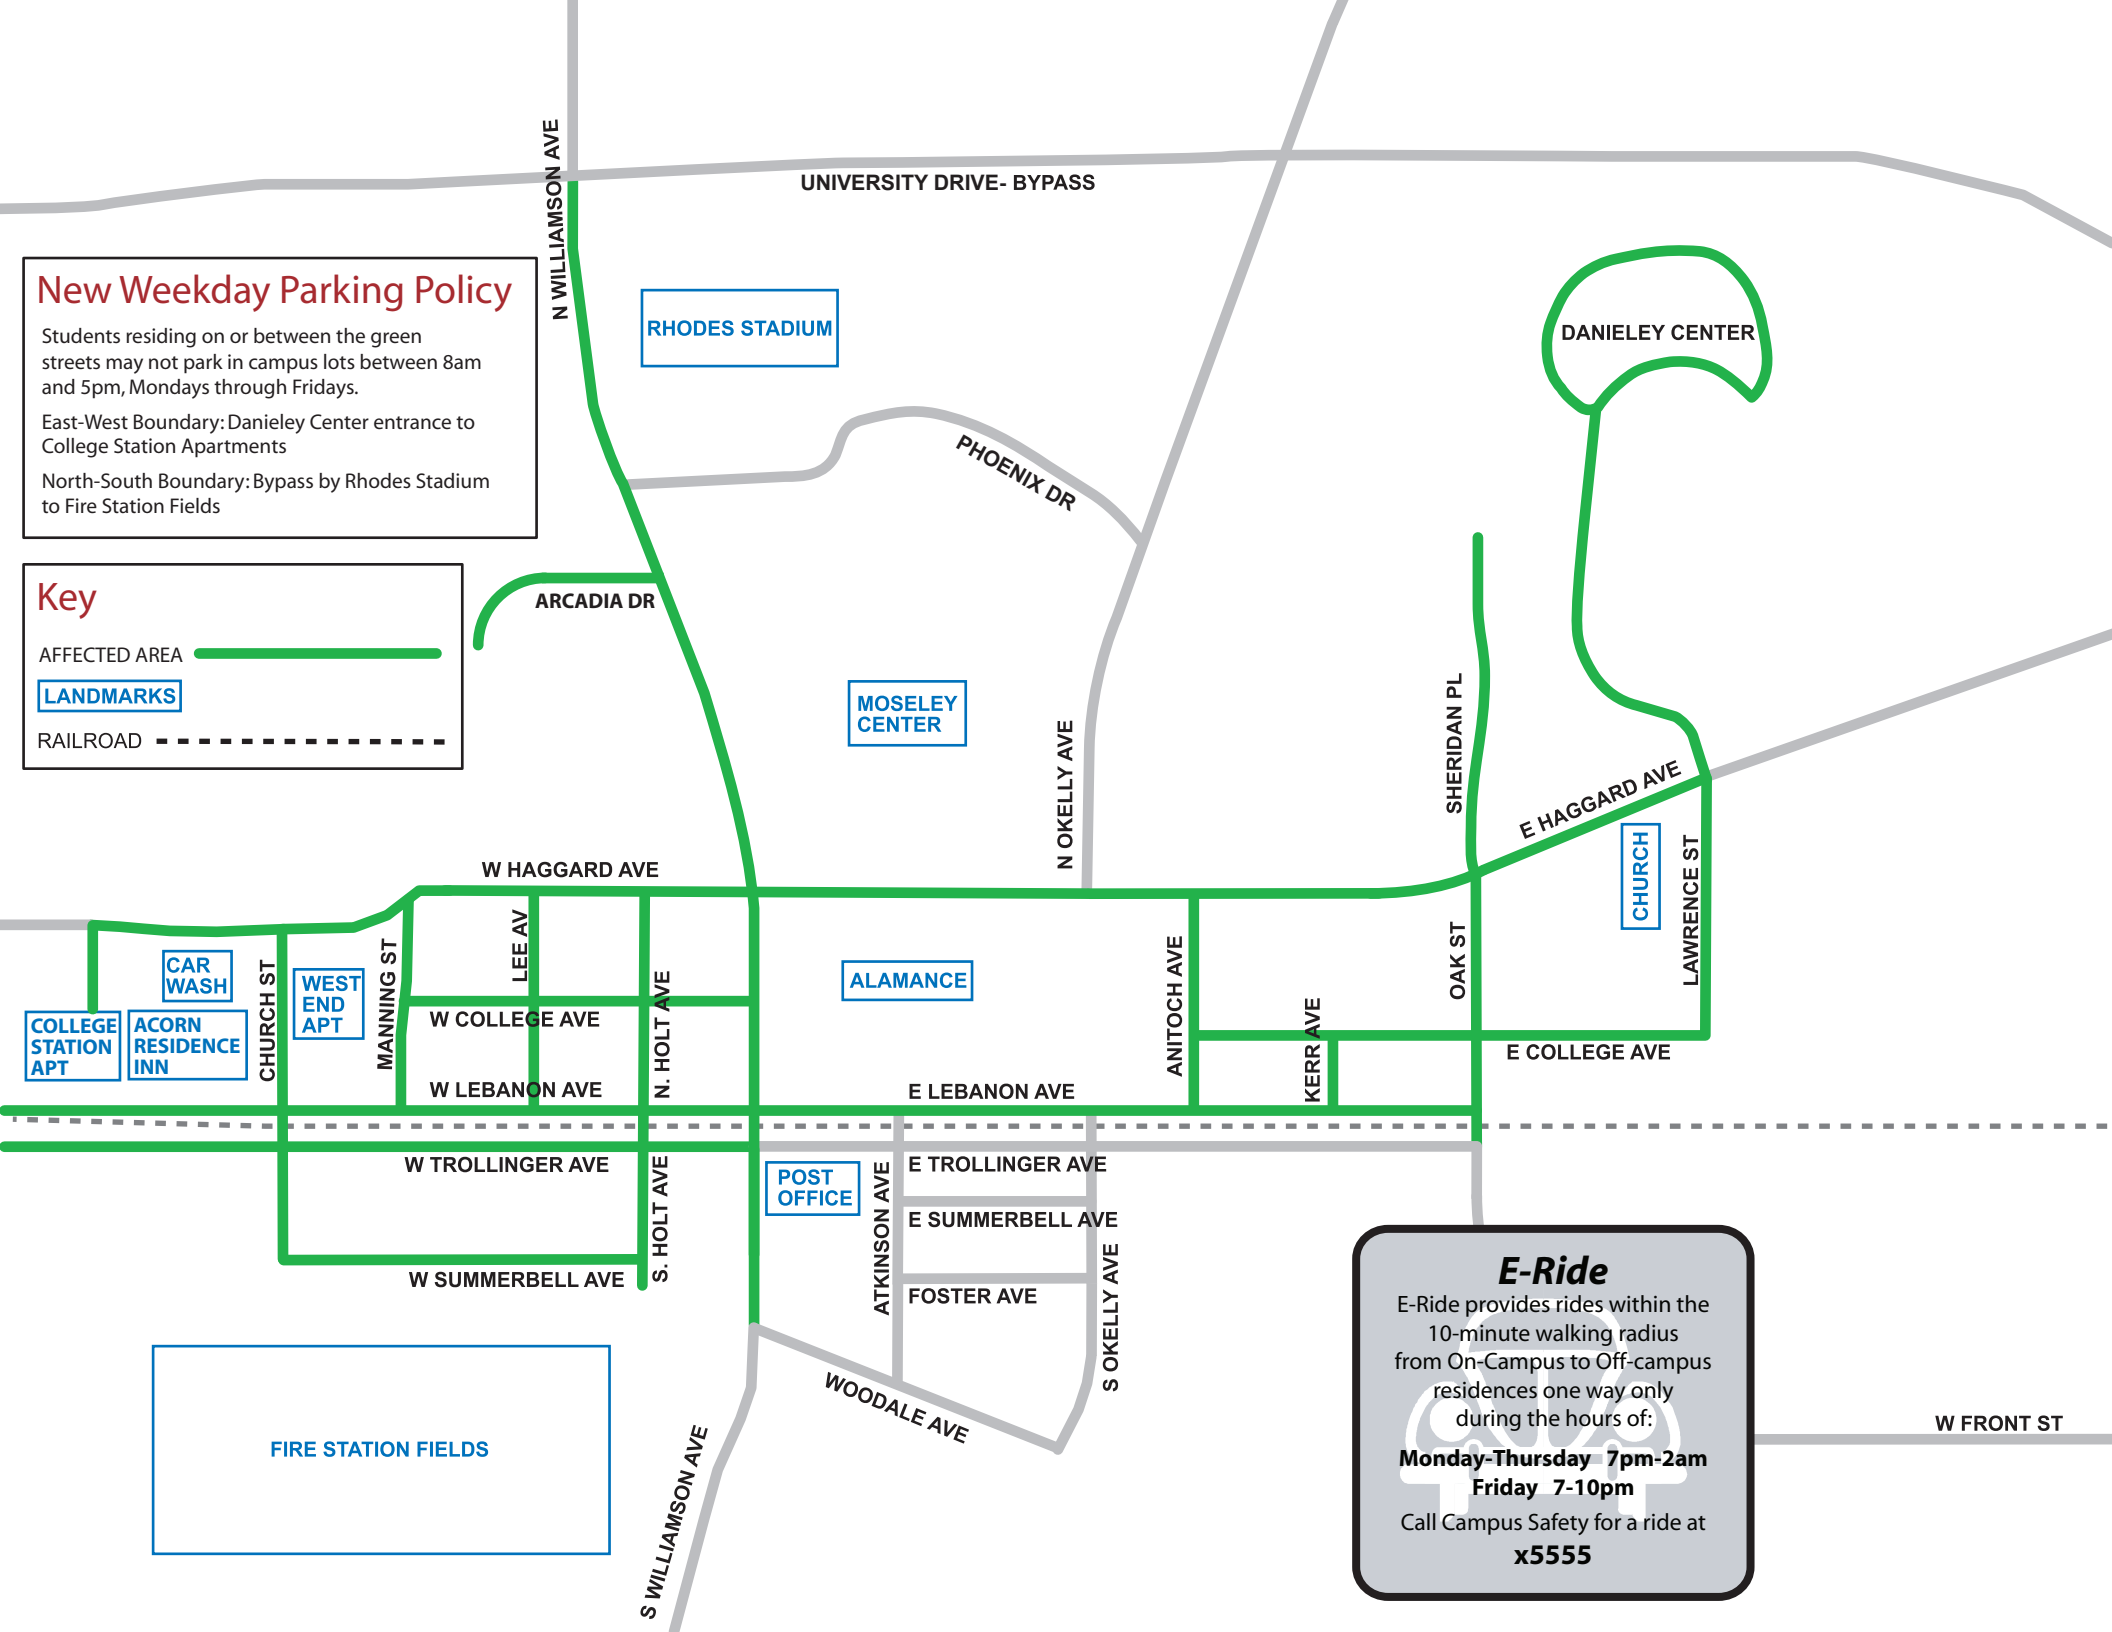 N WILLIAMSON AVE
UNIVERSITY DRIVE- BYPASS
New Weekday Parking Policy
Students residing on or between the green
streets may not park in campus lots between 8am
and 5pm, Mondays through Fridays.
East-West Boundary: Danieley Center entrance to
College Station Apartments
North-South Boundary: Bypass by Rhodes Stadium
to Fire Station Fields
RHODES STADIUM
DANIELEY CENTER
PHOENIX DR
Key
AFFECTED AREA
LANDMARKS
RAILROAD
ARCADIA DR
MOSELEY
CENTER
N OKELLY AVE
SHERIDAN PL
E HAGGARD AVE
CHURCH
LAWRENCE ST
W HAGGARD AVE
CAR
WASH
COLLEGE
STATION
APT
ACORN
RESIDENCE
INN
CHURCH ST
WEST
END
APT
MANNING ST
LEE AV
W COLLEGE AVE
N. HOLT AVE
W LEBANON AVE
ALAMANCE
ANITOCH AVE
KERR AVE
OAK ST
E COLLEGE AVE
E LEBANON AVE
W TROLLINGER AVE
S. HOLT AVE
W SUMMERBELL AVE
POST
OFFICE
ATKINSON AVE
E TROLLINGER AVE
E SUMMERBELL AVE
FOSTER AVE
S OKELLY AVE
WOODALE AVE
S WILLIAMSON AVE
FIRE STATION FIELDS
E-Ride
E-Ride provides rides within the
10-minute walking radius
from On-Campus to Off-campus
residences one way only
during the hours of:
Monday-Thursday 7pm-2am
Friday 7-10pm
Call Campus Safety for a ride at
x5555
W FRONT ST